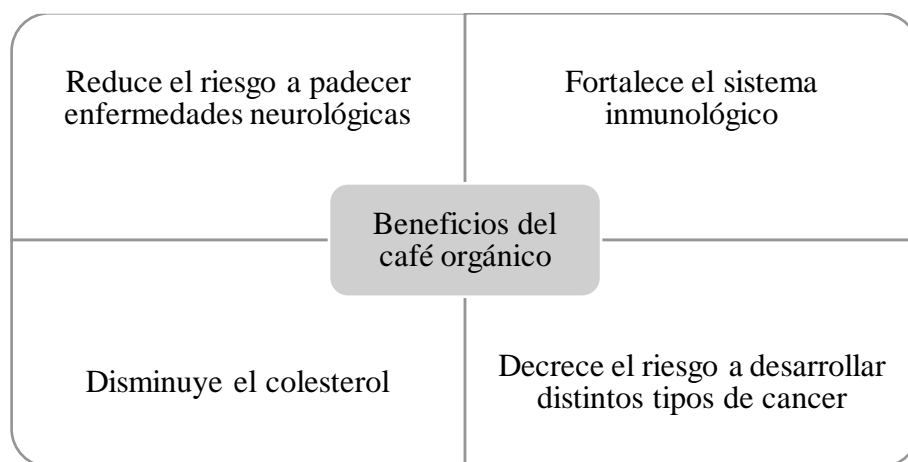 Reduce el riesgo a padecer
enfermedades neurológicas
Fortalece el sistema
inmunológico
Beneficios del
café orgánico
Disminuye el colesterol
Decrece el riesgo a desarrollar
distintos tipos de cancer